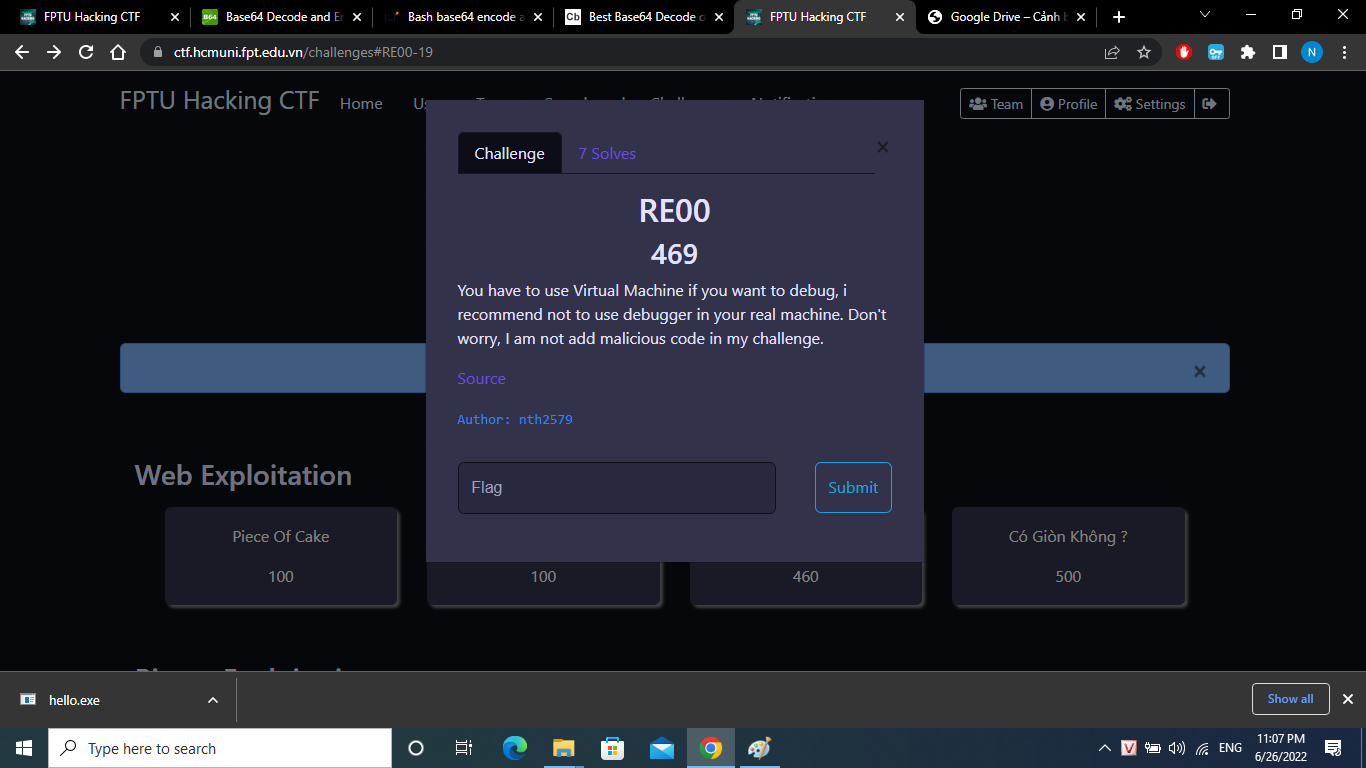 FPTU Hacking CTF
Base64 Decode and En
Bash base64 encode a
Best Base64 Decode o
FPTU Hacking CTF
Google Drive – Cảnh b
ctf.hcmuni.fpt.edu.vn/challenges#RE00-19
FPTU Hacking CTF
Home
Team
Profile
Settings
Challenge
7 Solves
RE00
469
You have to use Virtual Machine if you want to debug, i
recommend not to use debugger in your real machine. Don't
worry, I am not add malicious code in my challenge.
Source
Author: nth2579
Flag
Submit
Web Exploitation
Piece Of Cake
100
100
460
Có Giòn Không ?
500
hello.exe
Show all
Type here to search
ENG
11:07 PM
6/26/2022